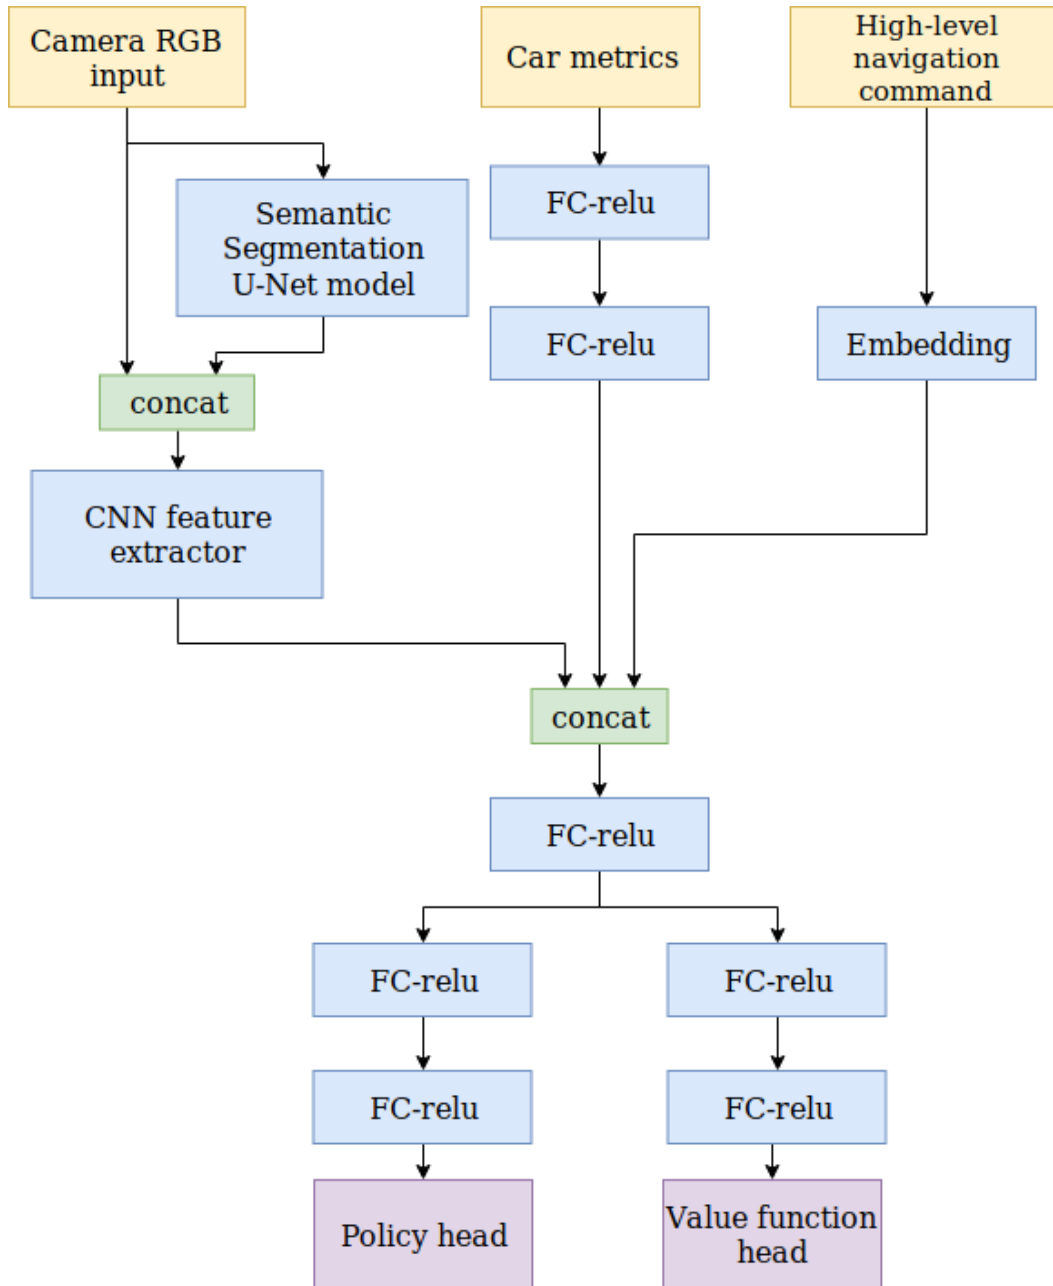 Camera RGB
input
Car metrics
High-level
navigation
command
FC-relu
Semantic
Segmentation
U-Net model
FC-relu
Embedding
concat
CNN feature
extractor
concat
FC-relu
FC-relu
FC-relu
FC-relu
FC-relu
Policy head
Value function
head